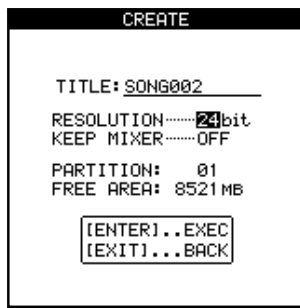 CREATE
TITLE: SONG002
RESOLUTION········24bit
KEEP MIXER·······OFF
PARTITION: 01
FREE AREA: 8521MB
[ENTER]..EXEC
[EXIT]...BACK